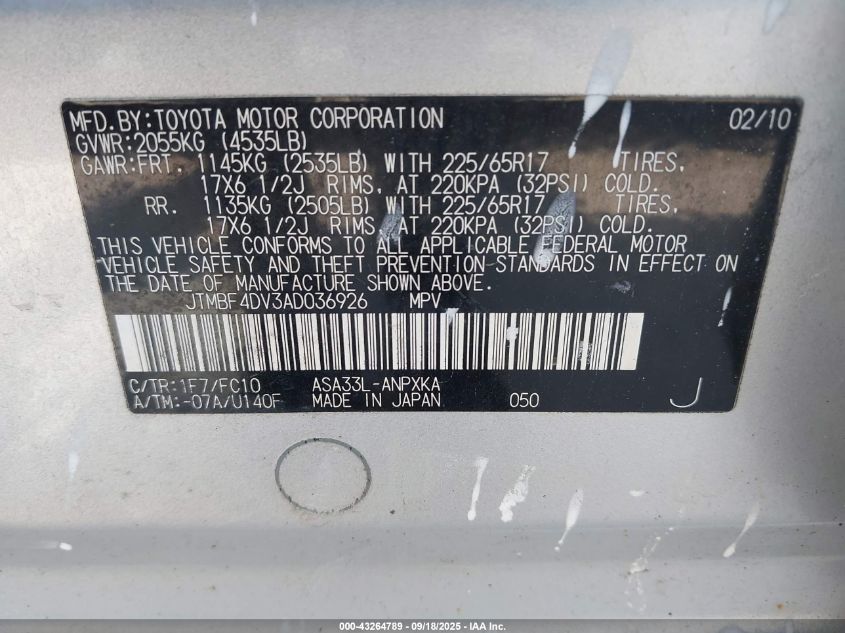 MFD.BY:TOYOTA MOTOR CORPORATION 02/10
GVWR:2055KG (4535LB)
GAWR:FRT. 1145KG (2535LB) WITH 225/65R17 TIRES,
17X6 1/2J RIMS, AT 220KPA (32PSI) COLD.
RR. 1135KG (2505LB) WITH 225/65R17 TIRES,
17X6 1/2J RIMS, AT 220KPA (32PSI) COLD.
THIS VEHICLE CONFORMS TO ALL APPLICABLE FEDERAL MOTOR
VEHICLE SAFETY AND THEFT PREVENTION STANDARDS IN EFFECT ON
THE DATE OF MANUFACTURE SHOWN ABOVE.
JTMBF4DV3AD036926 MPV
C/TR:1F7/FC10 ASA33L-ANPXKA
A/TM:-07A/U140F MADE IN JAPAN 050 J
000-43264789 - 09/18/2025 - IAA Inc.